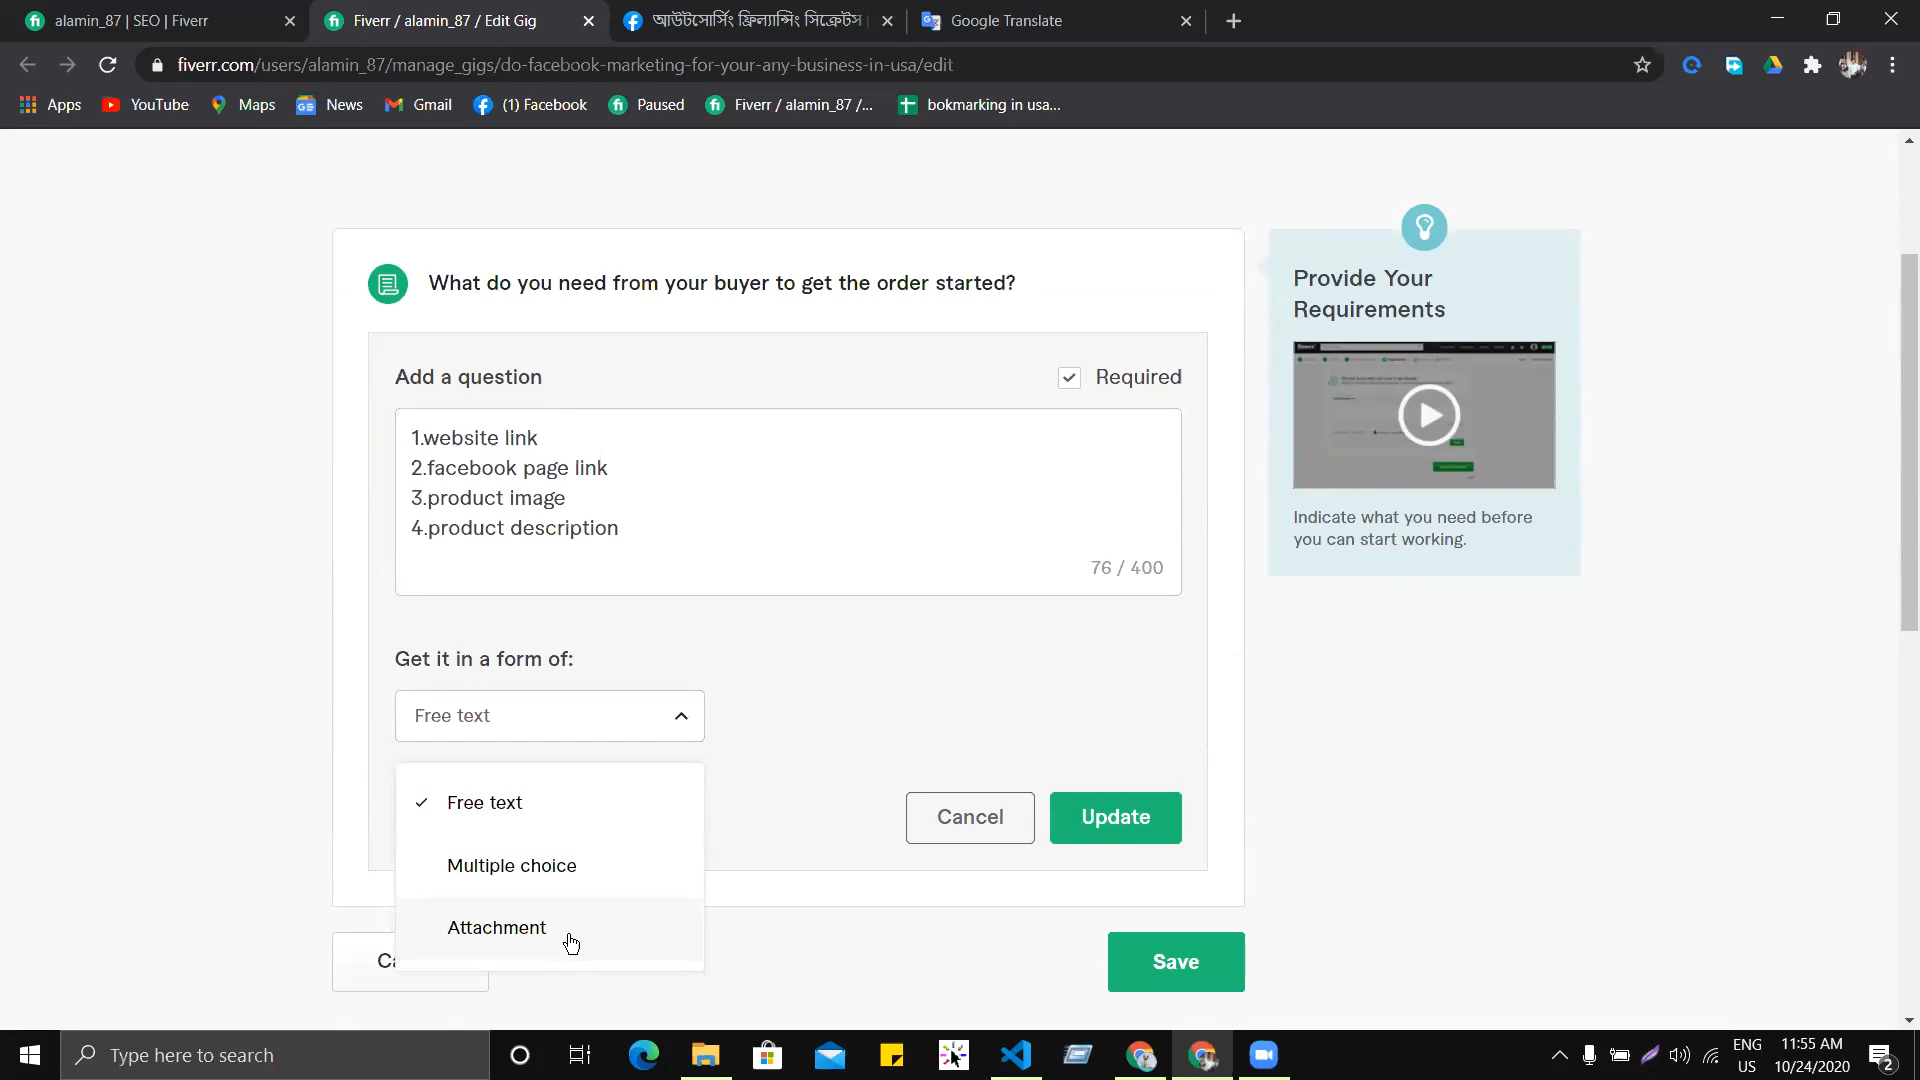 alamin_87 | SEO | Fiverr
Fiverr / alamin_87 / Edit Gig
আউটসোর্সিং ফ্রিল্যান্সিং সিক্রেটস
Google Translate
fiverr.com/users/alamin_87/manage_gigs/do-facebook-marketing-for-your-any-business-in-usa/edit
Apps
YouTube
Maps
News
Gmail
(1) Facebook
Paused
Fiverr / alamin_87 /...
bokmarking in usa...
What do you need from your buyer to get the order started?
Add a question
Required
1.website link
2.facebook page link
3.product image
4.product description
76 / 400
Get it in a form of:
Free text
Free text
Multiple choice
Attachment
Cancel
Update
Ca
Save
Provide Your
Requirements
Indicate what you need before
you can start working.
Type here to search
ENG
US
11:55 AM
10/24/2020
2